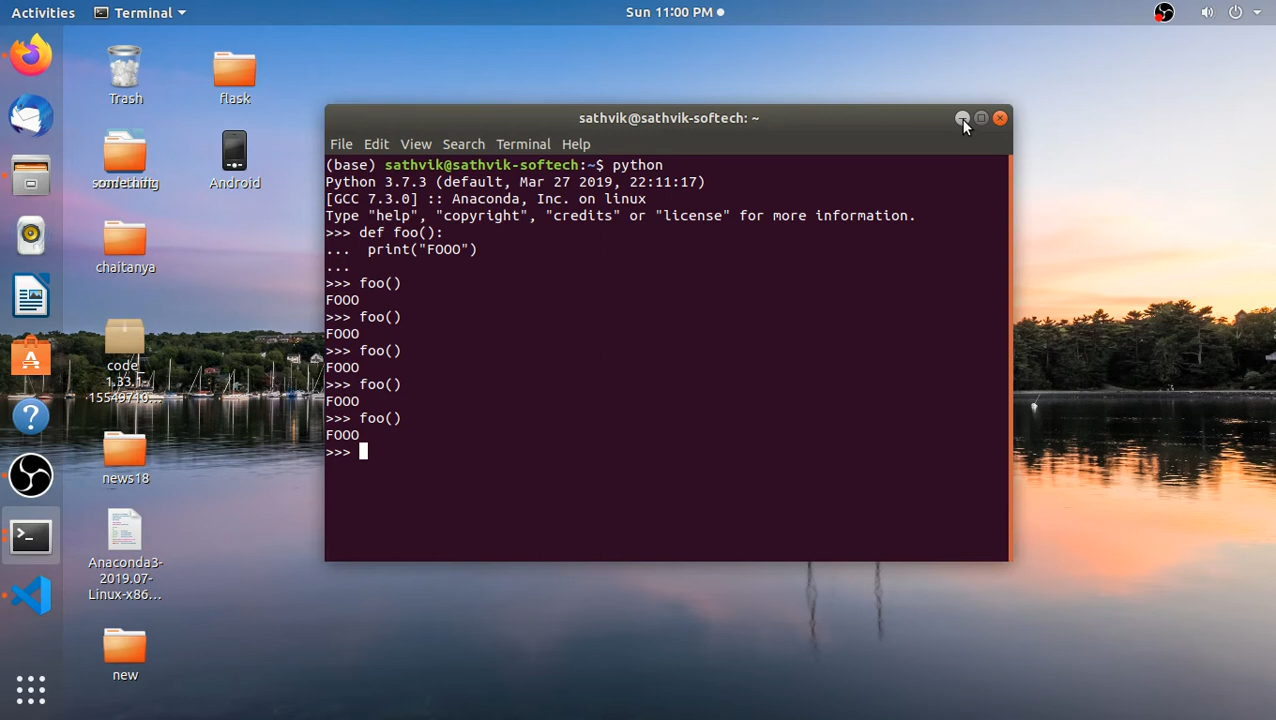 Activities
Terminal
Sun 11:00 PM
Trash
flask
Android
chaitanya
code_
1.33.1-
15549710...
news18
Anaconda3-
2019.07-
Linux-x86...
new
sathvik@sathvik-softech: ~
File Edit View Search Terminal Help
(base) sathvik@sathvik-softech:~$ python
Python 3.7.3 (default, Mar 27 2019, 22:11:17)
[GCC 7.3.0] :: Anaconda, Inc. on linux
Type "help", "copyright", "credits" or "license" for more information.
>>> def foo():
...  print("FOOO")
...
>>> foo()
FOOO
>>> foo()
FOOO
>>> foo()
FOOO
>>> foo()
FOOO
>>> foo()
FOOO
>>>